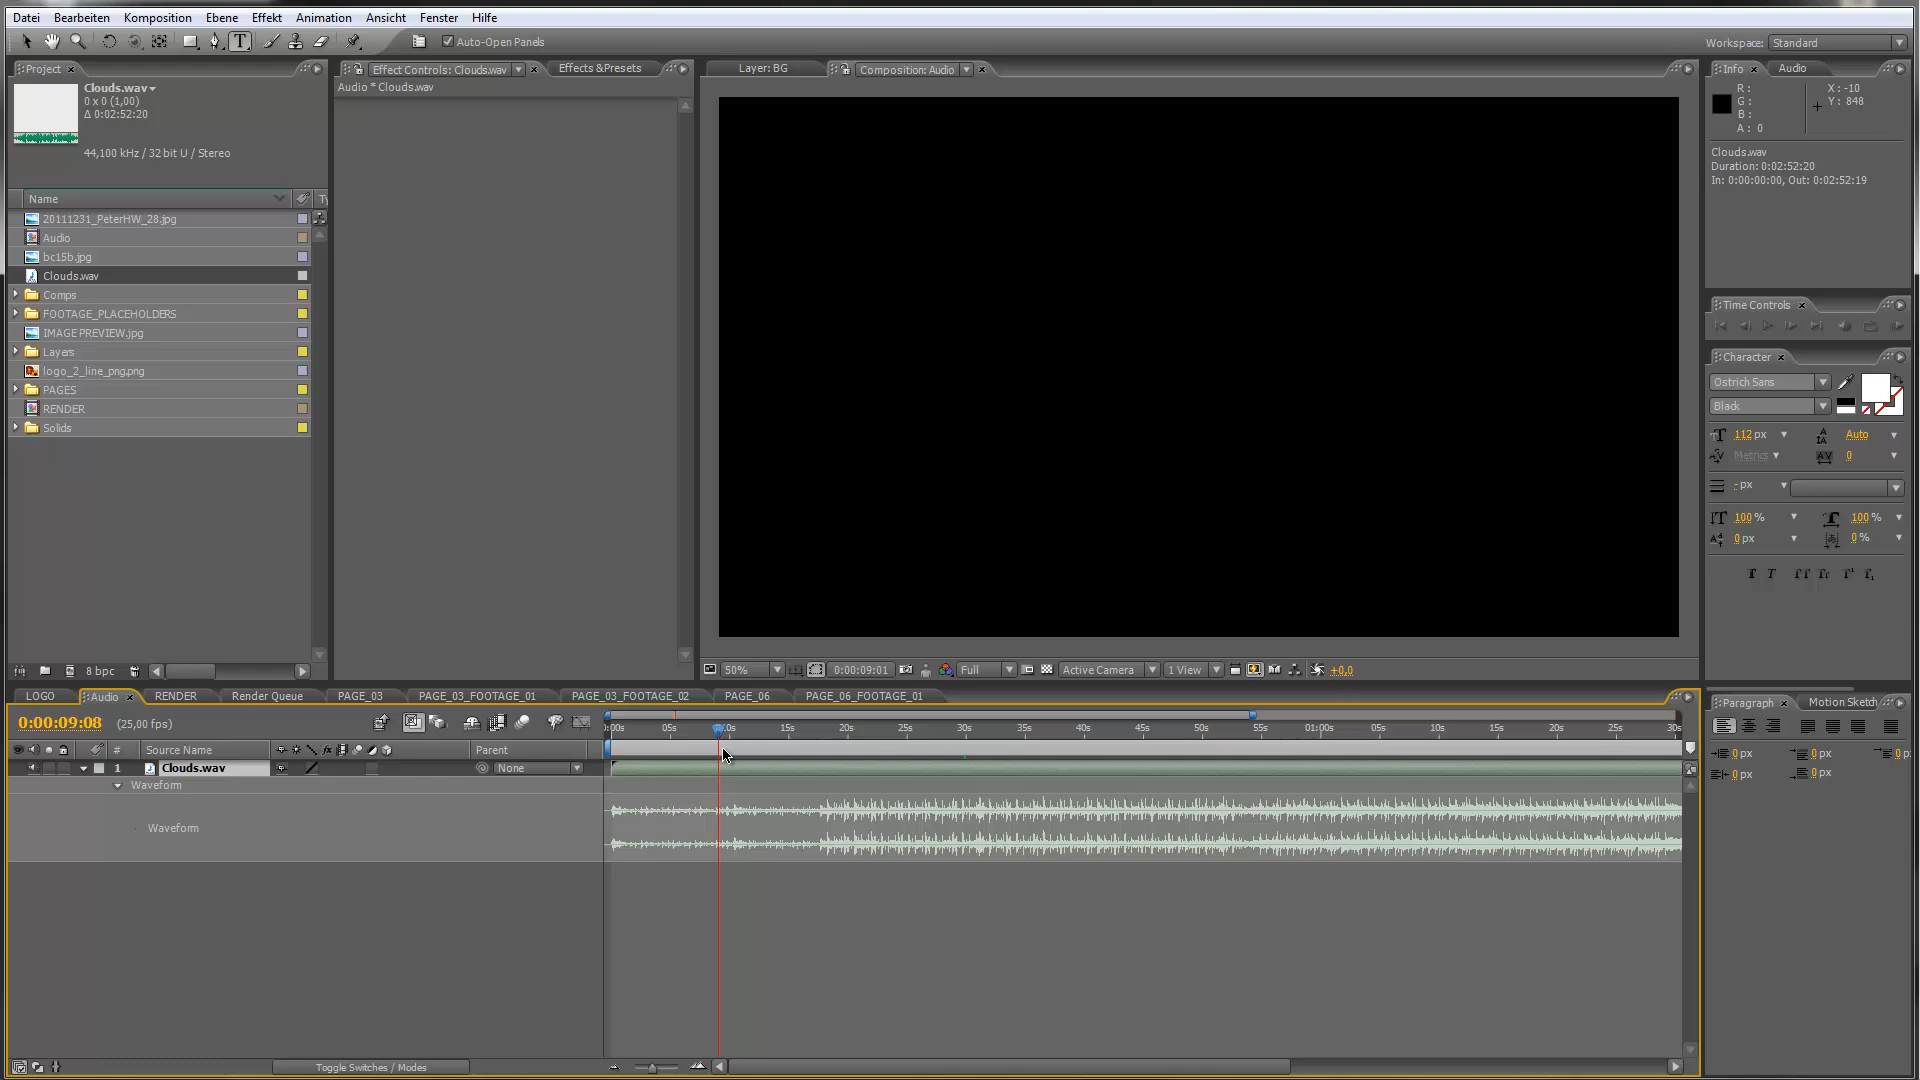 Datei Bearbeiten Komposition Ebene Effekt Animation Ansicht Fenster Hilfe
Auto-Open Panels
Workspace: Standard
Project
Clouds.wav
0 x 0 (1,00)
Δ 0:02:52:20
44,100 kHz / 32 bit U / Stereo
Name
20111231_PeterHW_28.jpg
Audio
bc15b.jpg
Clouds.wav
Comps
FOOTAGE_PLACEHOLDERS
IMAGE PREVIEW.jpg
Layers
logo_2_line_png.png
PAGES
RENDER
Solids
8 bpc
Effect Controls: Clouds.wav
Effects & Presets
Audio * Clouds.wav
Layer: BG
Composition: Audio
50%
0:00:09:01
Full
Active Camera
1 View
+0,0
Info
Audio
R :
G :
B :
A : 0
X : -10
Y : 848
Clouds.wav
Duration: 0:02:52:20
In: 0:00:00:00, Out: 0:02:52:19
Time Controls
Character
Ostrich Sans
Black
112 px
Auto
Metrics
0
- px
100 %
100 %
0 px
0 %
LOGO Audio RENDER Render Queue PAGE_03 PAGE_03_FOOTAGE_01 PAGE_03_FOOTAGE_02 PAGE_06 PAGE_06_FOOTAGE_01
0:00:09:08
(25,00 fps)
:00s 05s 10s 15s 20s 25s 30s 35s 40s 45s 50s 55s 01:00s 05s 10s 15s 20s 25s 30s
# Source Name Parent
1 Clouds.wav None
Waveform
Waveform
Toggle Switches / Modes
Paragraph
Motion Sketch
0 px
0 px
0 p
0 px
0 px